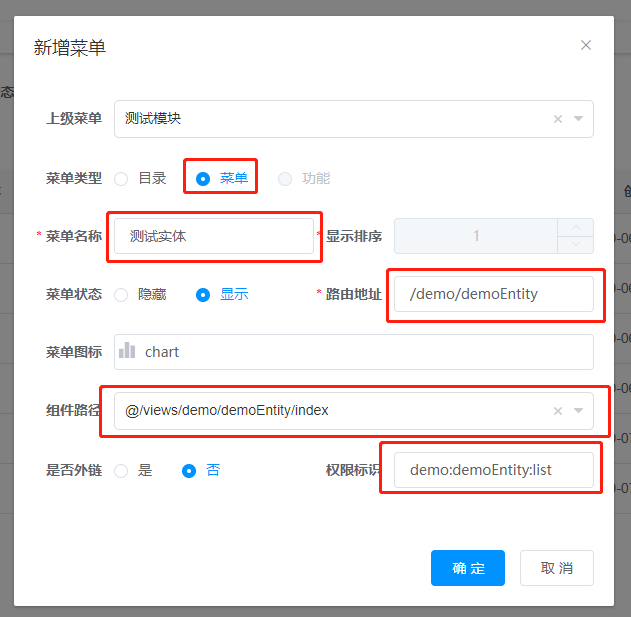 新增菜单
态
上级菜单 测试模块
菜单类型 目录 菜单 功能
* 菜单名称 测试实体 * 显示排序 1
菜单状态 隐藏 显示 * 路由地址 /demo/demoEntity
菜单图标 chart
组件路径 @/views/demo/demoEntity/index
是否外链 是 否 权限标识 demo:demoEntity:list
确 定 取 消